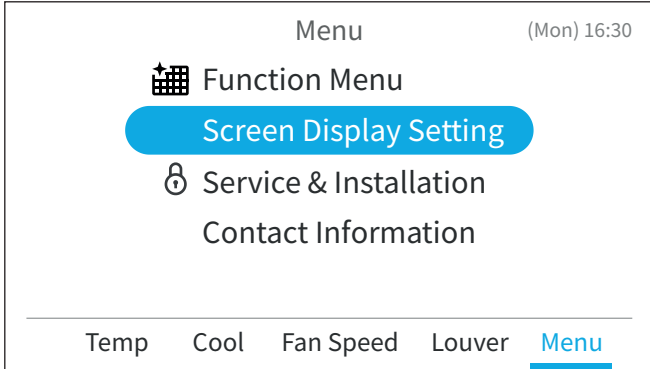 Menu (Mon) 16:30
Function Menu
Screen Display Setting
Service & Installation
Contact Information
Temp Cool Fan Speed Louver Menu